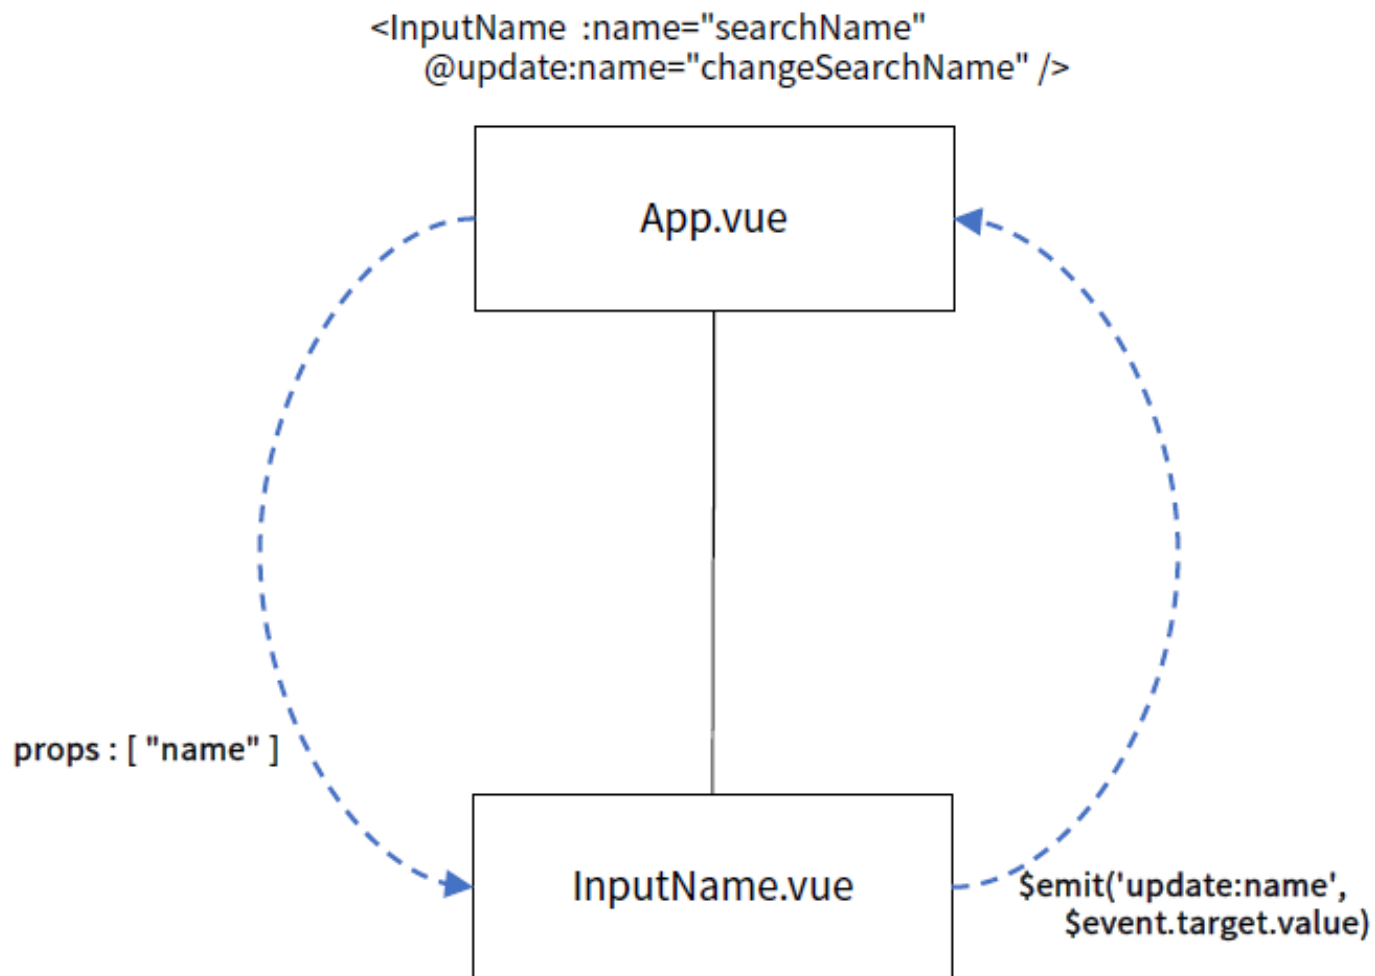 <InputName :name="searchName"
@update:name="changeSearchName" />
App.vue
props : [ "name" ]
InputName.vue
$emit('update:name',
$event.target.value)